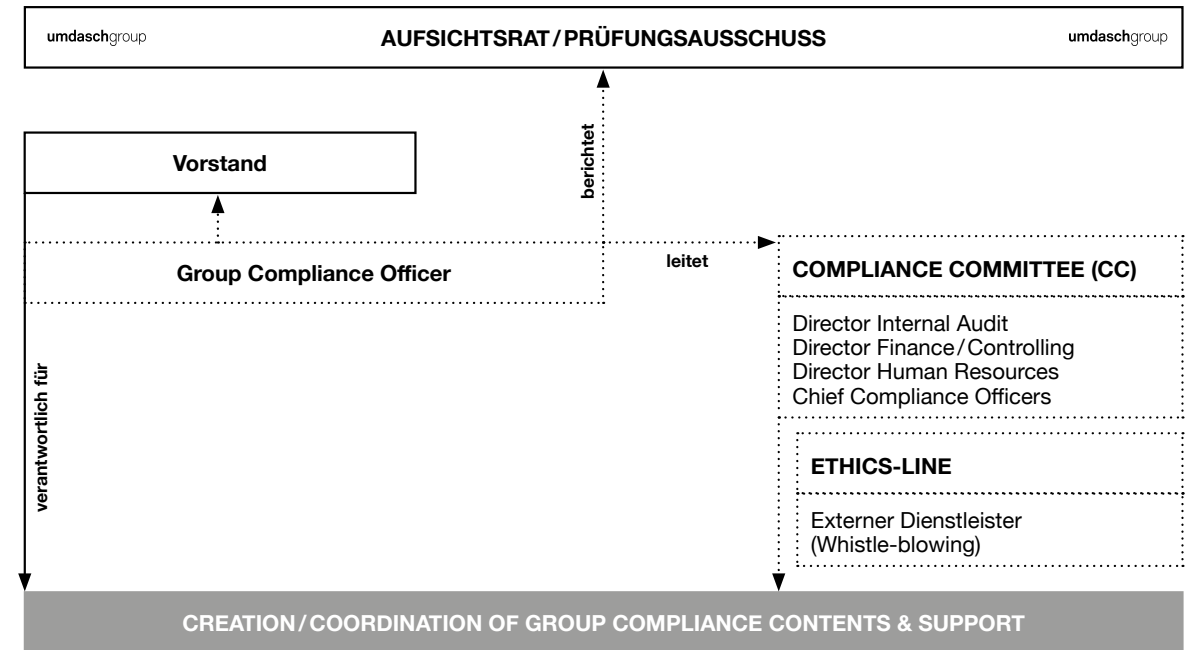 umdaschgroup
AUFSICHTSRAT/PRÜFUNGSAUSSCHUSS
umdaschgroup
berichtet
Vorstand
Group Compliance Officer
leitet
COMPLIANCE COMMITTEE (CC)
Director Internal Audit
Director Finance/Controlling
Director Human Resources
Chief Compliance Officers
verantwortlich für
ETHICS-LINE
Externer Dienstleister
(Whistle-blowing)
CREATION/COORDINATION OF GROUP COMPLIANCE CONTENTS & SUPPORT